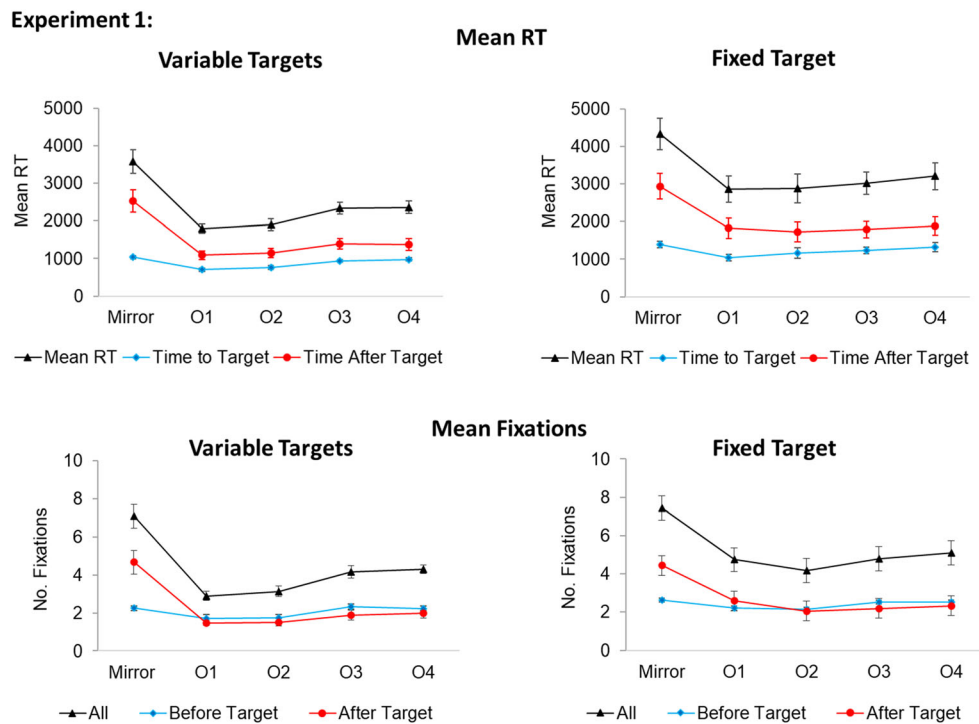 Experiment 1:
Mean RT
Variable Targets
Fixed Target
5000
4000
3000
2000
1000
0
Mean RT
Mirror O1 O2 O3 O4
Mean RT Time to Target Time After Target
5000
4000
3000
2000
1000
0
Mean RT
Mirror O1 O2 O3 O4
Mean RT Time to Target Time After Target
Mean Fixations
Variable Targets
Fixed Target
10
8
6
4
2
0
No. Fixations
Mirror O1 O2 O3 O4
All Before Target After Target
10
8
6
4
2
0
No. Fixations
Mirror O1 O2 O3 O4
All Before Target After Target